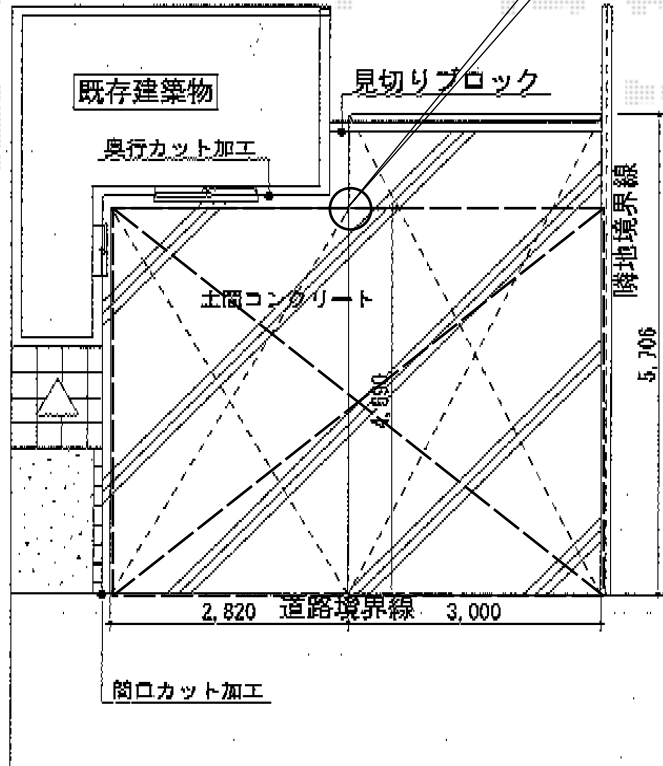 既存建築物
見切りブロック
奥行カット加工
隣地境界線
土間コンクリート
5,706
2,820
道路境界線
3,000
間口カット加工